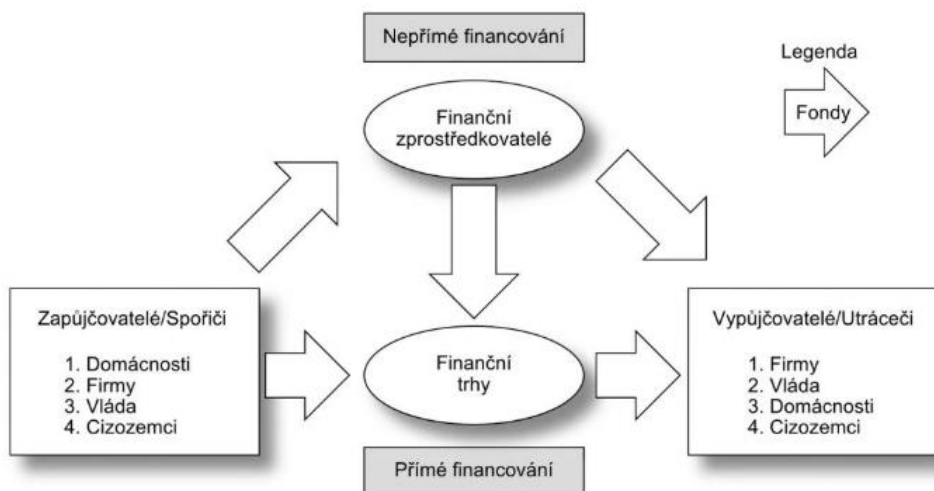 Nepřímé financování
Legenda
Fondy
Finanční
zprostředkovatelé
Zapůjčovatelé/Spořiči
1. Domácnosti
2. Firmy
3. Vláda
4. Cizozemci
Finanční
trhy
Vypůjčovatelé/Utráceči
1. Firmy
2. Vláda
3. Domácnosti
4. Cizozemci
Přímé financování